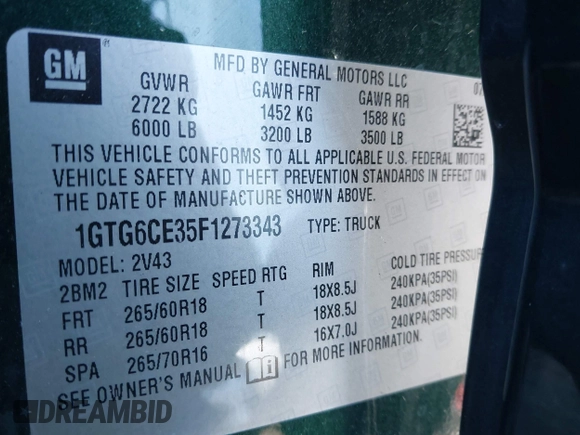 GM
MFD BY GENERAL MOTORS LLC 07
GVWR GAWR FRT GAWR RR
2722 KG 1452 KG 1588 KG
6000 LB 3200 LB 3500 LB
THIS VEHICLE CONFORMS TO ALL APPLICABLE U.S. FEDERAL MOTOR
VEHICLE SAFETY AND THEFT PREVENTION STANDARDS IN EFFECT ON
THE DATE OF MANUFACTURE SHOWN ABOVE.
1GTG6CE35F1273343 TYPE: TRUCK
MODEL: 2V43
2BM2 TIRE SIZE SPEED RTG RIM COLD TIRE PRESSUR
FRT 265/60R18 T 18X8.5J 240KPA(35PSI)
RR 265/60R18 T 18X8.5J 240KPA(35PSI)
SPA 265/70R16 T 16X7.0J 240KPA(35PSI)
SEE OWNER'S MANUAL FOR MORE INFORMATION.
DREAMBID